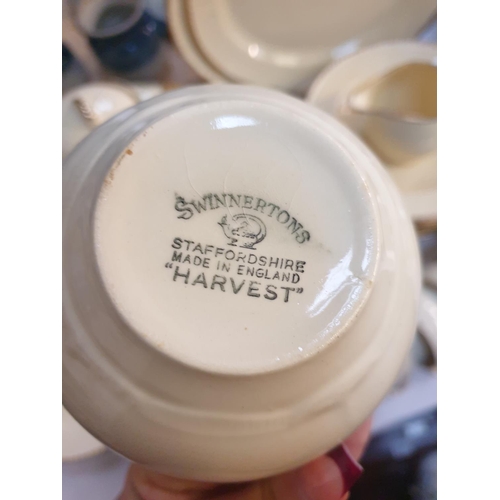 SWINNERTONS
STAFFORDSHIRE
MADE IN ENGLAND
"HARVEST"